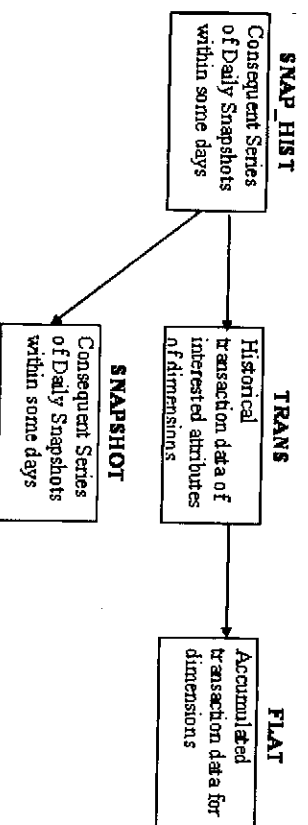 SNAP_HIST
Consequent Series
of Daily Snapshots
within some days
TRANS
Historical
transaction data of
interested attributes
of dimensions
FLAT
Accumulated
transaction data for
dimensions
SNAPSHOT
Consequent Series
of Daily Snapshots
within some days